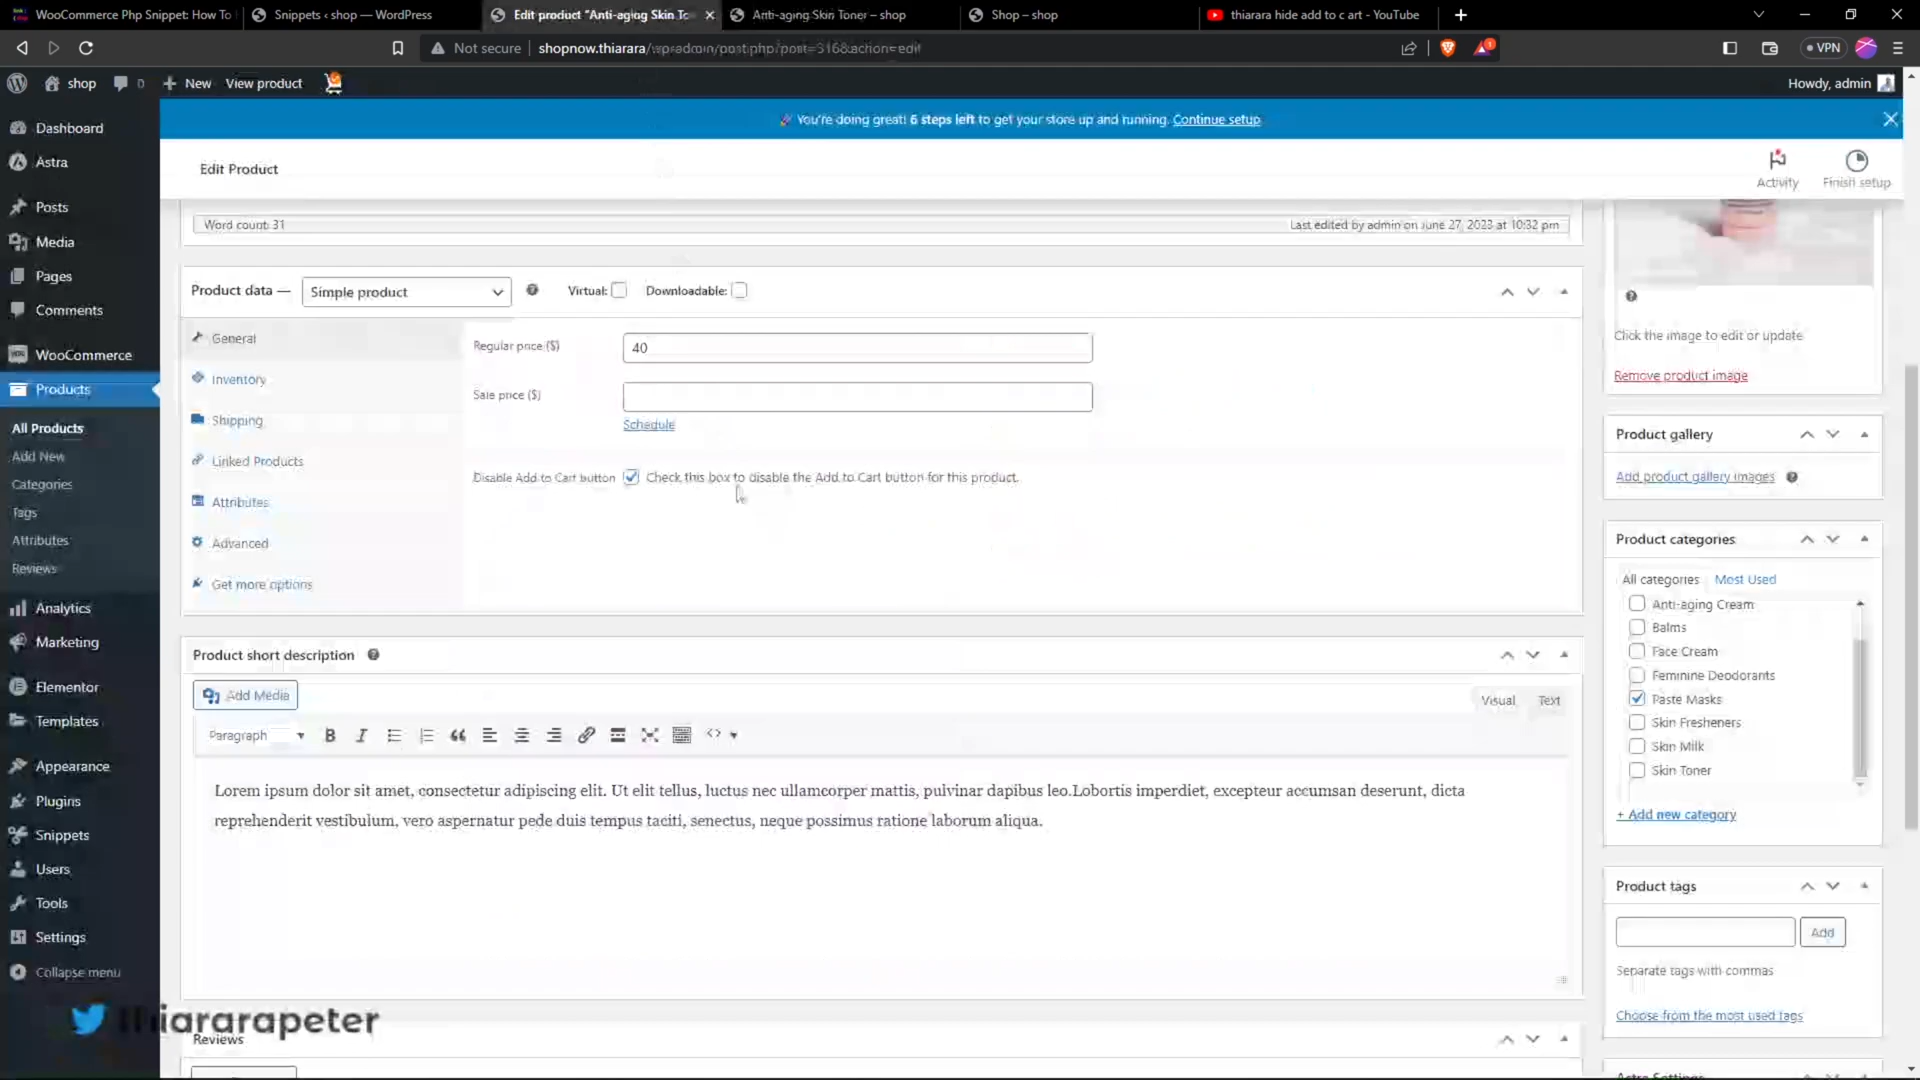 WooCommerce Php Snippet: How To
Snippets ‹ shop — WordPress
Edit product "Anti-aging Skin To
Anti-aging Skin Toner – shop
Shop – shop
thiarara hide add to c art - YouTube
Not secure
shopnow.thiarara/wp-admin/post.php?post=316&action=edit
1
VPN
shop
0
New
View product
Howdy, admin
You're doing great! 6 steps left to get your store up and running. Continue setup
Dashboard
Astra
Posts
Media
Pages
Comments
WooCommerce
Products
All Products
Add New
Categories
Tags
Attributes
Reviews
Analytics
Marketing
Elementor
Templates
Appearance
Plugins
Snippets
Users
Tools
Settings
Collapse menu
Edit Product
Activity
Finish setup
Word count: 31
Last edited by admin on June 27, 2023 at 10:32 pm
Product data —
Simple product
Virtual:
Downloadable:
General
Inventory
Shipping
Linked Products
Attributes
Advanced
Get more options
Regular price ($)
40
Sale price ($)
Schedule
Disable Add to Cart button
Check this box to disable the Add to Cart button for this product.
Product short description
Add Media
Visual
Text
Paragraph
Lorem ipsum dolor sit amet, consectetur adipiscing elit. Ut elit tellus, luctus nec ullamcorper mattis, pulvinar dapibus leo.Lobortis imperdiet, excepteur accumsan deserunt, dicta
reprehenderit vestibulum, vero aspernatur pede duis tempus taciti, senectus, neque possimus ratione laborum aliqua.
Reviews
Click the image to edit or update
Remove product image
Product gallery
Add product gallery images
Product categories
All categories
Most Used
Anti-aging Cream
Balms
Face Cream
Feminine Deodorants
Paste Masks
Skin Fresheners
Skin Milk
Skin Toner
+ Add new category
Product tags
Add
Separate tags with commas
Choose from the most used tags
Astra Settings
thiararapeter